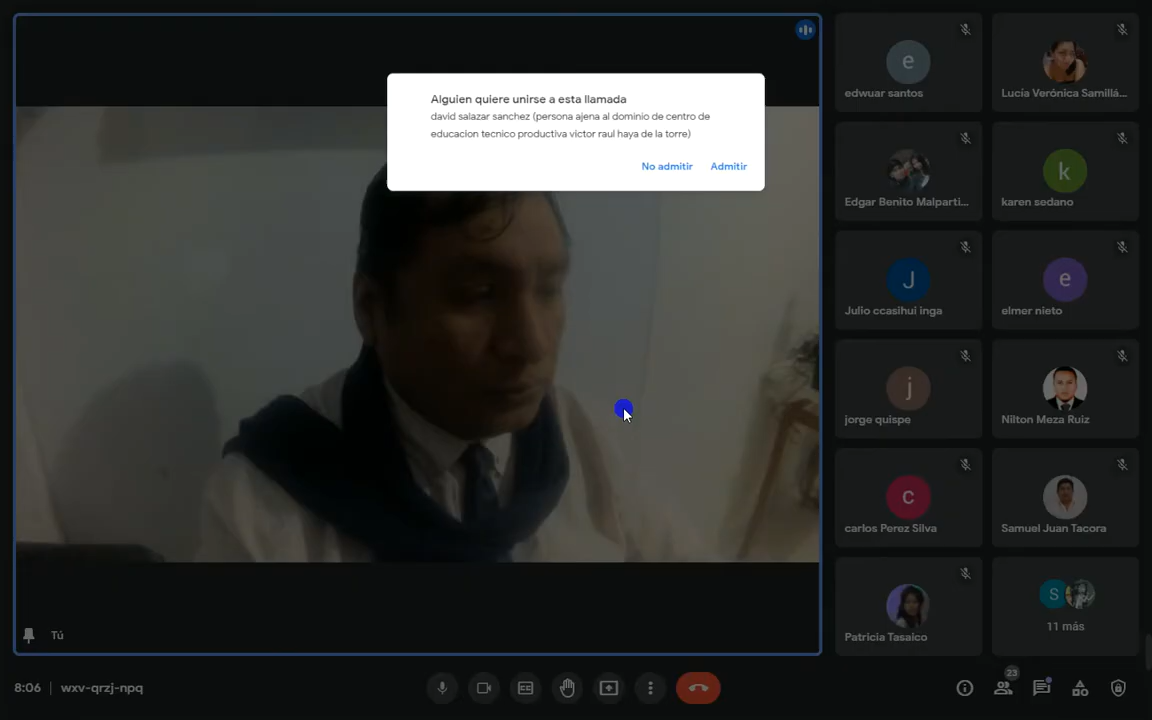 Alguien quiere unirse a esta llamada
david salazar sanchez (persona ajena al dominio de centro de
educacion tecnico productiva victor raul haya de la torre)
No admitir Admitir
e
edwuar santos
Lucía Verónica Samillá...
Edgar Benito Malparti...
k
karen sedano
J
Julio ccasihui inga
e
elmer nieto
j
jorge quispe
Nilton Meza Ruiz
c
carlos Perez Silva
Samuel Juan Tacora
Patricia Tasaico
S
11 más
Tú
8:06 | wxv-qrzj-npq
CC
23